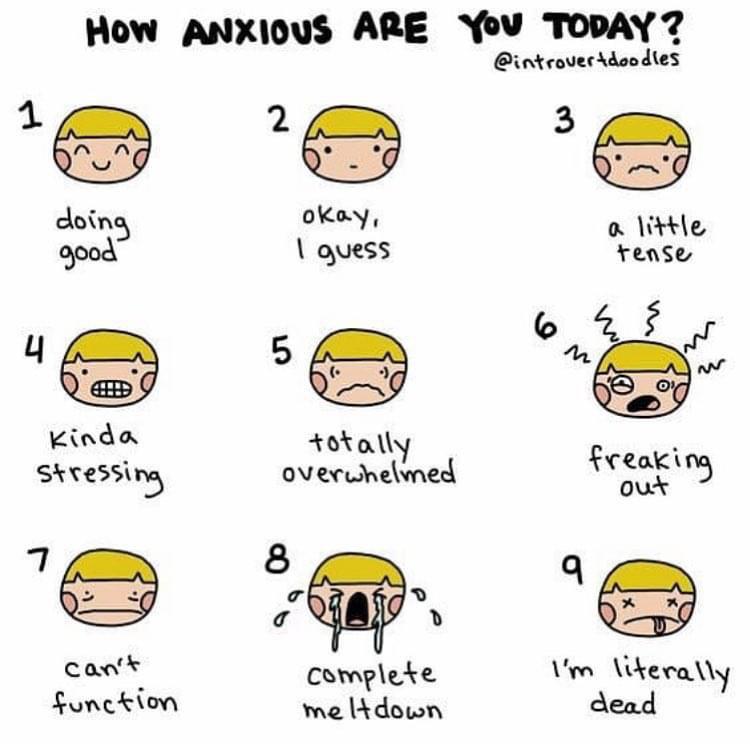 HOW ANXIOUS ARE YOU TODAY?
@introvertdoodles
1
doing
good
2
okay,
I guess
3
a little
tense
4
kinda
stressing
5
totally
overwhelmed
6
freaking
out
7
can't
function
8
complete
meltdown
9
I'm literally
dead